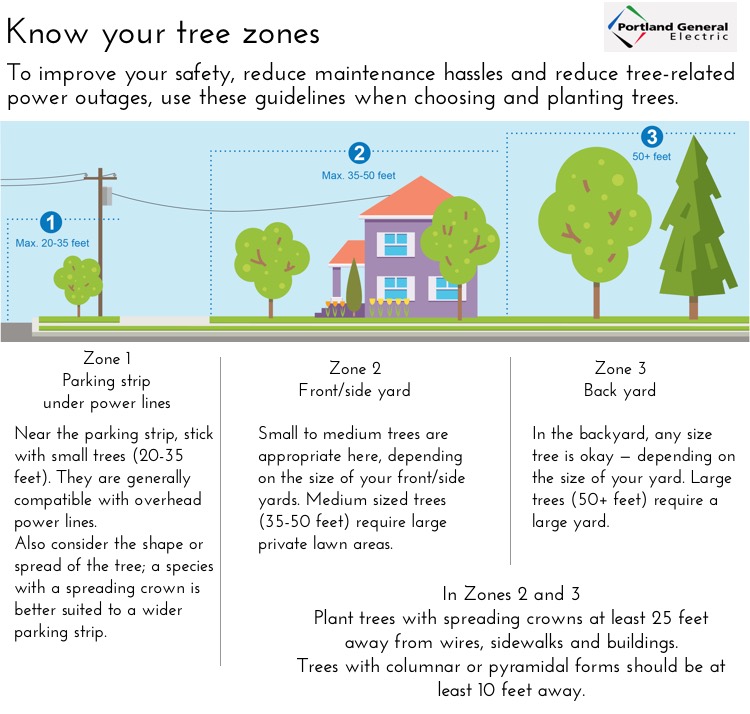 Know your tree zones
Portland General
Electric
To improve your safety, reduce maintenance hassles and reduce tree-related
power outages, use these guidelines when choosing and planting trees.
1
Max. 20-35 feet
2
Max. 35-50 feet
3
50+ feet
Zone 1
Parking strip
under power lines
Near the parking strip, stick
with small trees (20-35
feet). They are generally
compatible with overhead
power lines.
Also consider the shape or
spread of the tree; a species
with a spreading crown is
better suited to a wider
parking strip.
Zone 2
Front/side yard
Small to medium trees are
appropriate here, depending
on the size of your front/side
yards. Medium sized trees
(35-50 feet) require large
private lawn areas.
Zone 3
Back yard
In the backyard, any size
tree is okay – depending on
the size of your yard. Large
trees (50+ feet) require a
large yard.
In Zones 2 and 3
Plant trees with spreading crowns at least 25 feet
away from wires, sidewalks and buildings.
Trees with columnar or pyramidal forms should be at
least 10 feet away.